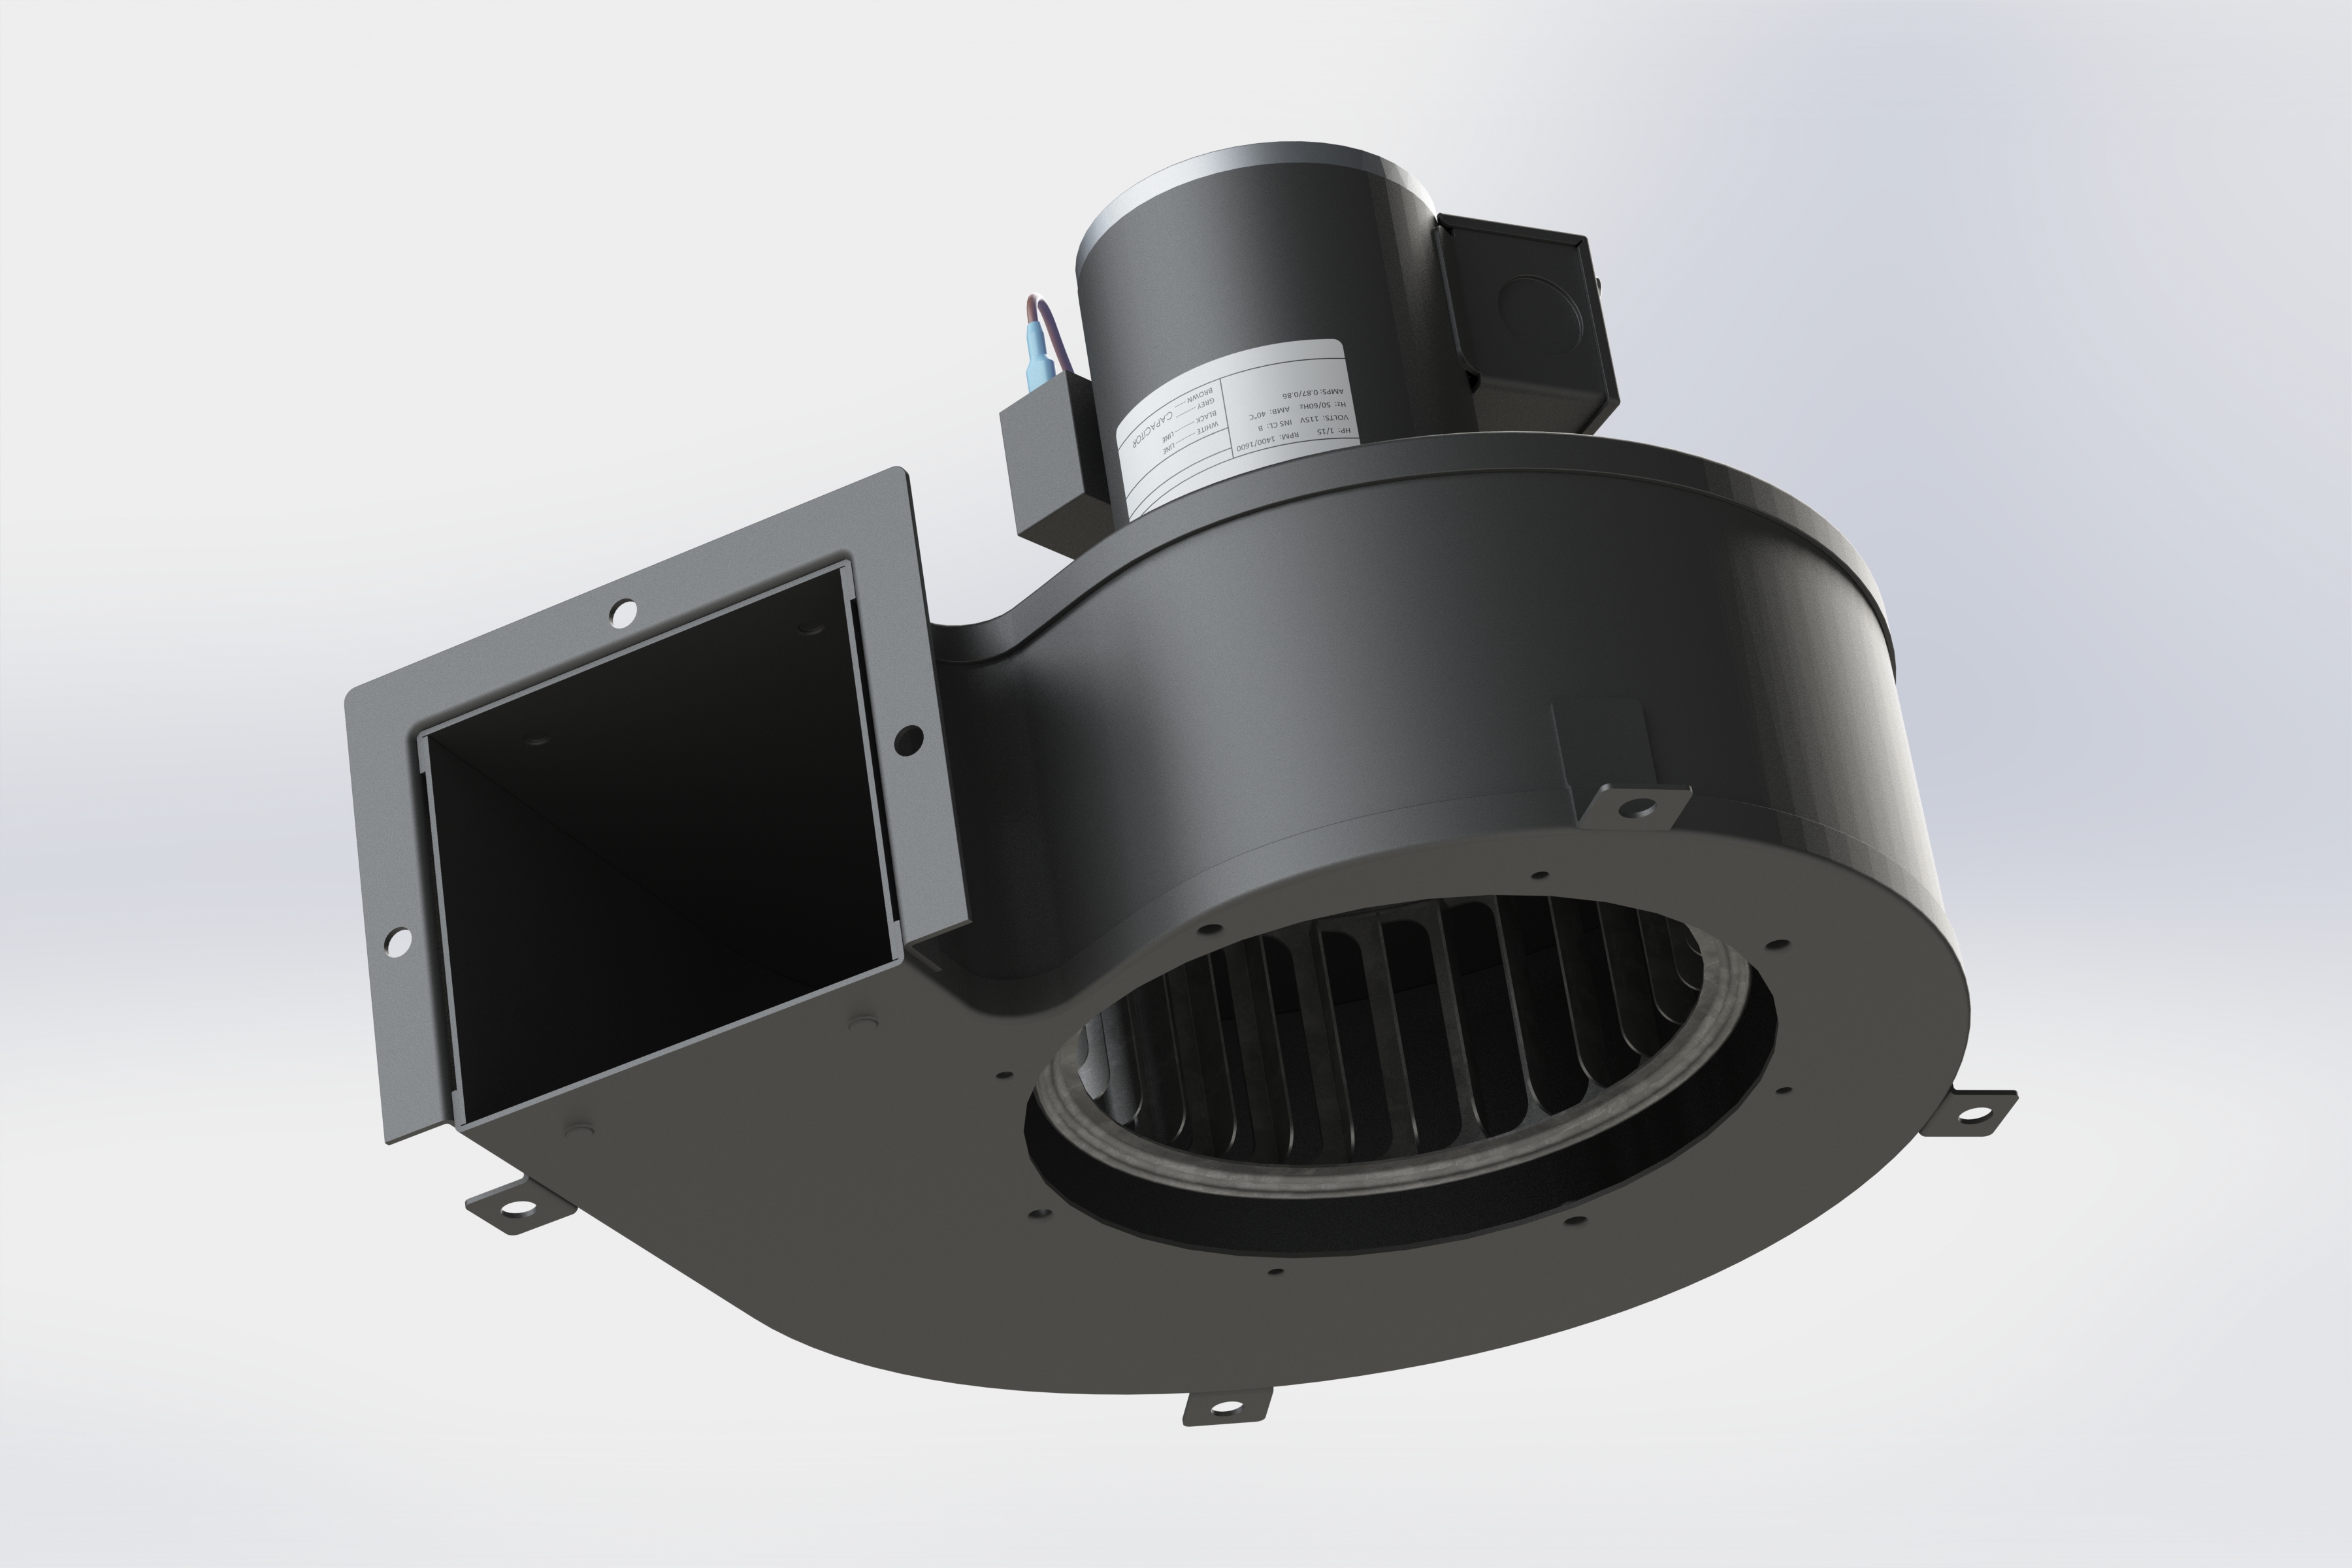 HP: 1/15 RPM: 1400/1600
VOLTS: 115V INS CL: B
Hz: 50/60Hz AMB: 40°C
AMPS: 0.87/0.86
WHITE LINE
BLACK LINE
GREY CAPACITOR
BROWN